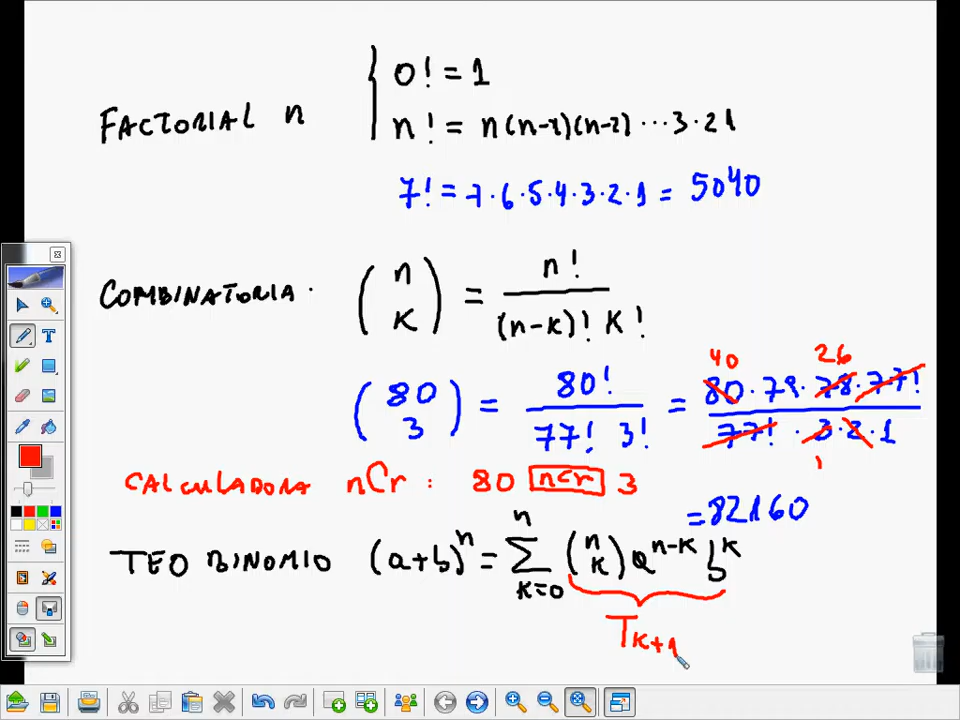 0! = 1
FACTORIAL n
n! = n(n-1)(n-2) ··· 3·2·1
7! = 7·6·5·4·3·2·1 = 5040
COMBINATORIA. (n k) = n! / (n-k)! k!
40 26
(80 3) = 80! / 77! 3! = 80·79·78·77! / 77!·3·2·1
1
CALCULADORA nCr : 80 nCr 3
= 82160
TEO BINOMIO (a+b)^n = Σ_{k=0}^{n} (n k) a^{n-k} b^k
T_{k+1}